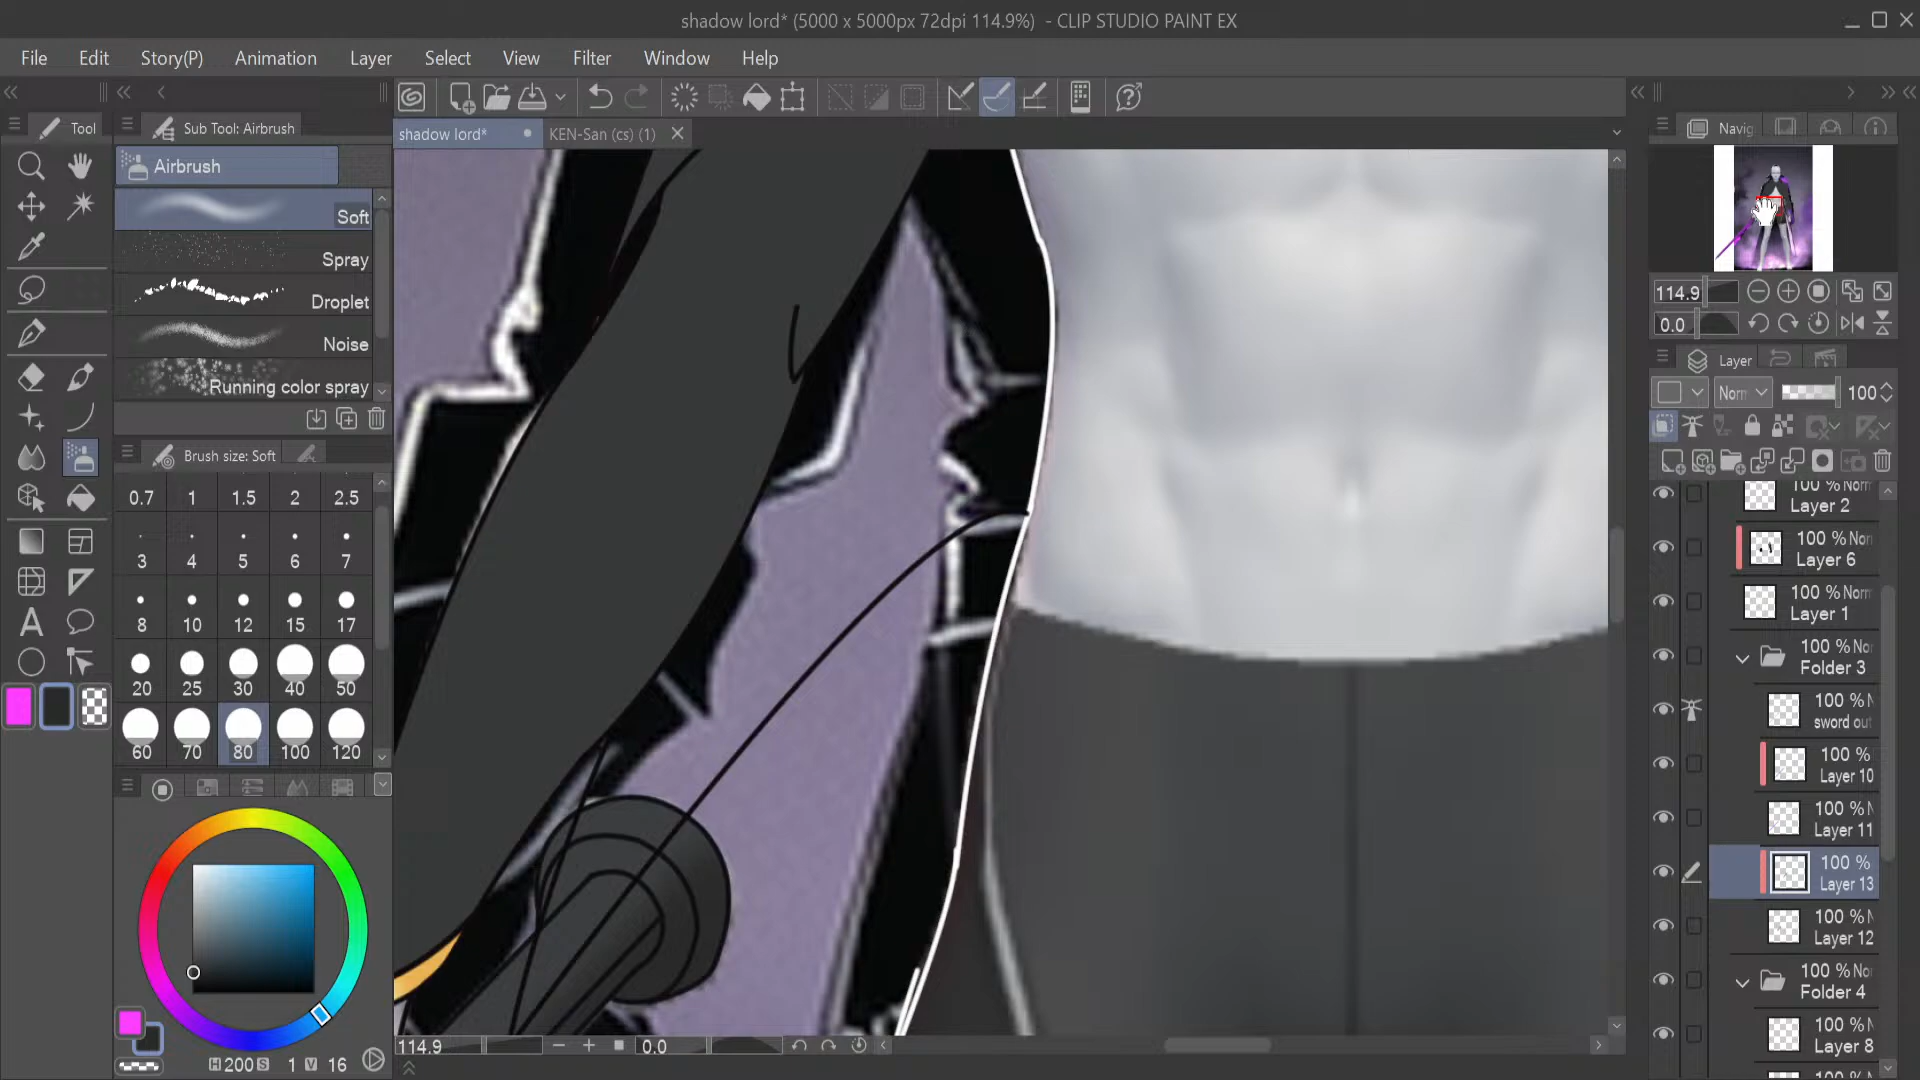 shadow lord* (5000 x 5000px 72dpi 114.9%) - CLIP STUDIO PAINT EX
File Edit Story(P) Animation Layer Select View Filter Window Help
Tool
Sub Tool: Airbrush
shadow lord*
KEN-San (cs) (1)
Navig
Airbrush
Soft
Spray
Droplet
Noise
Running color spray
Brush size: Soft
0.7 1 1.5 2 2.5
3 4 5 6 7
8 10 12 15 17
20 25 30 40 50
60 70 80 100 120
H 200 S 1 V 16
114.9
0.0
114.9
0.0
Layer
Norr
100
100 % Norr
Layer 2
100 % Nor
Layer 6
100 % Norr
Layer 1
100 % No
Folder 3
100 % N
sword out
100 %
Layer 10
100 % N
Layer 11
100 %
Layer 13
100 % N
Layer 12
100 % No
Folder 4
100 % N
Layer 8